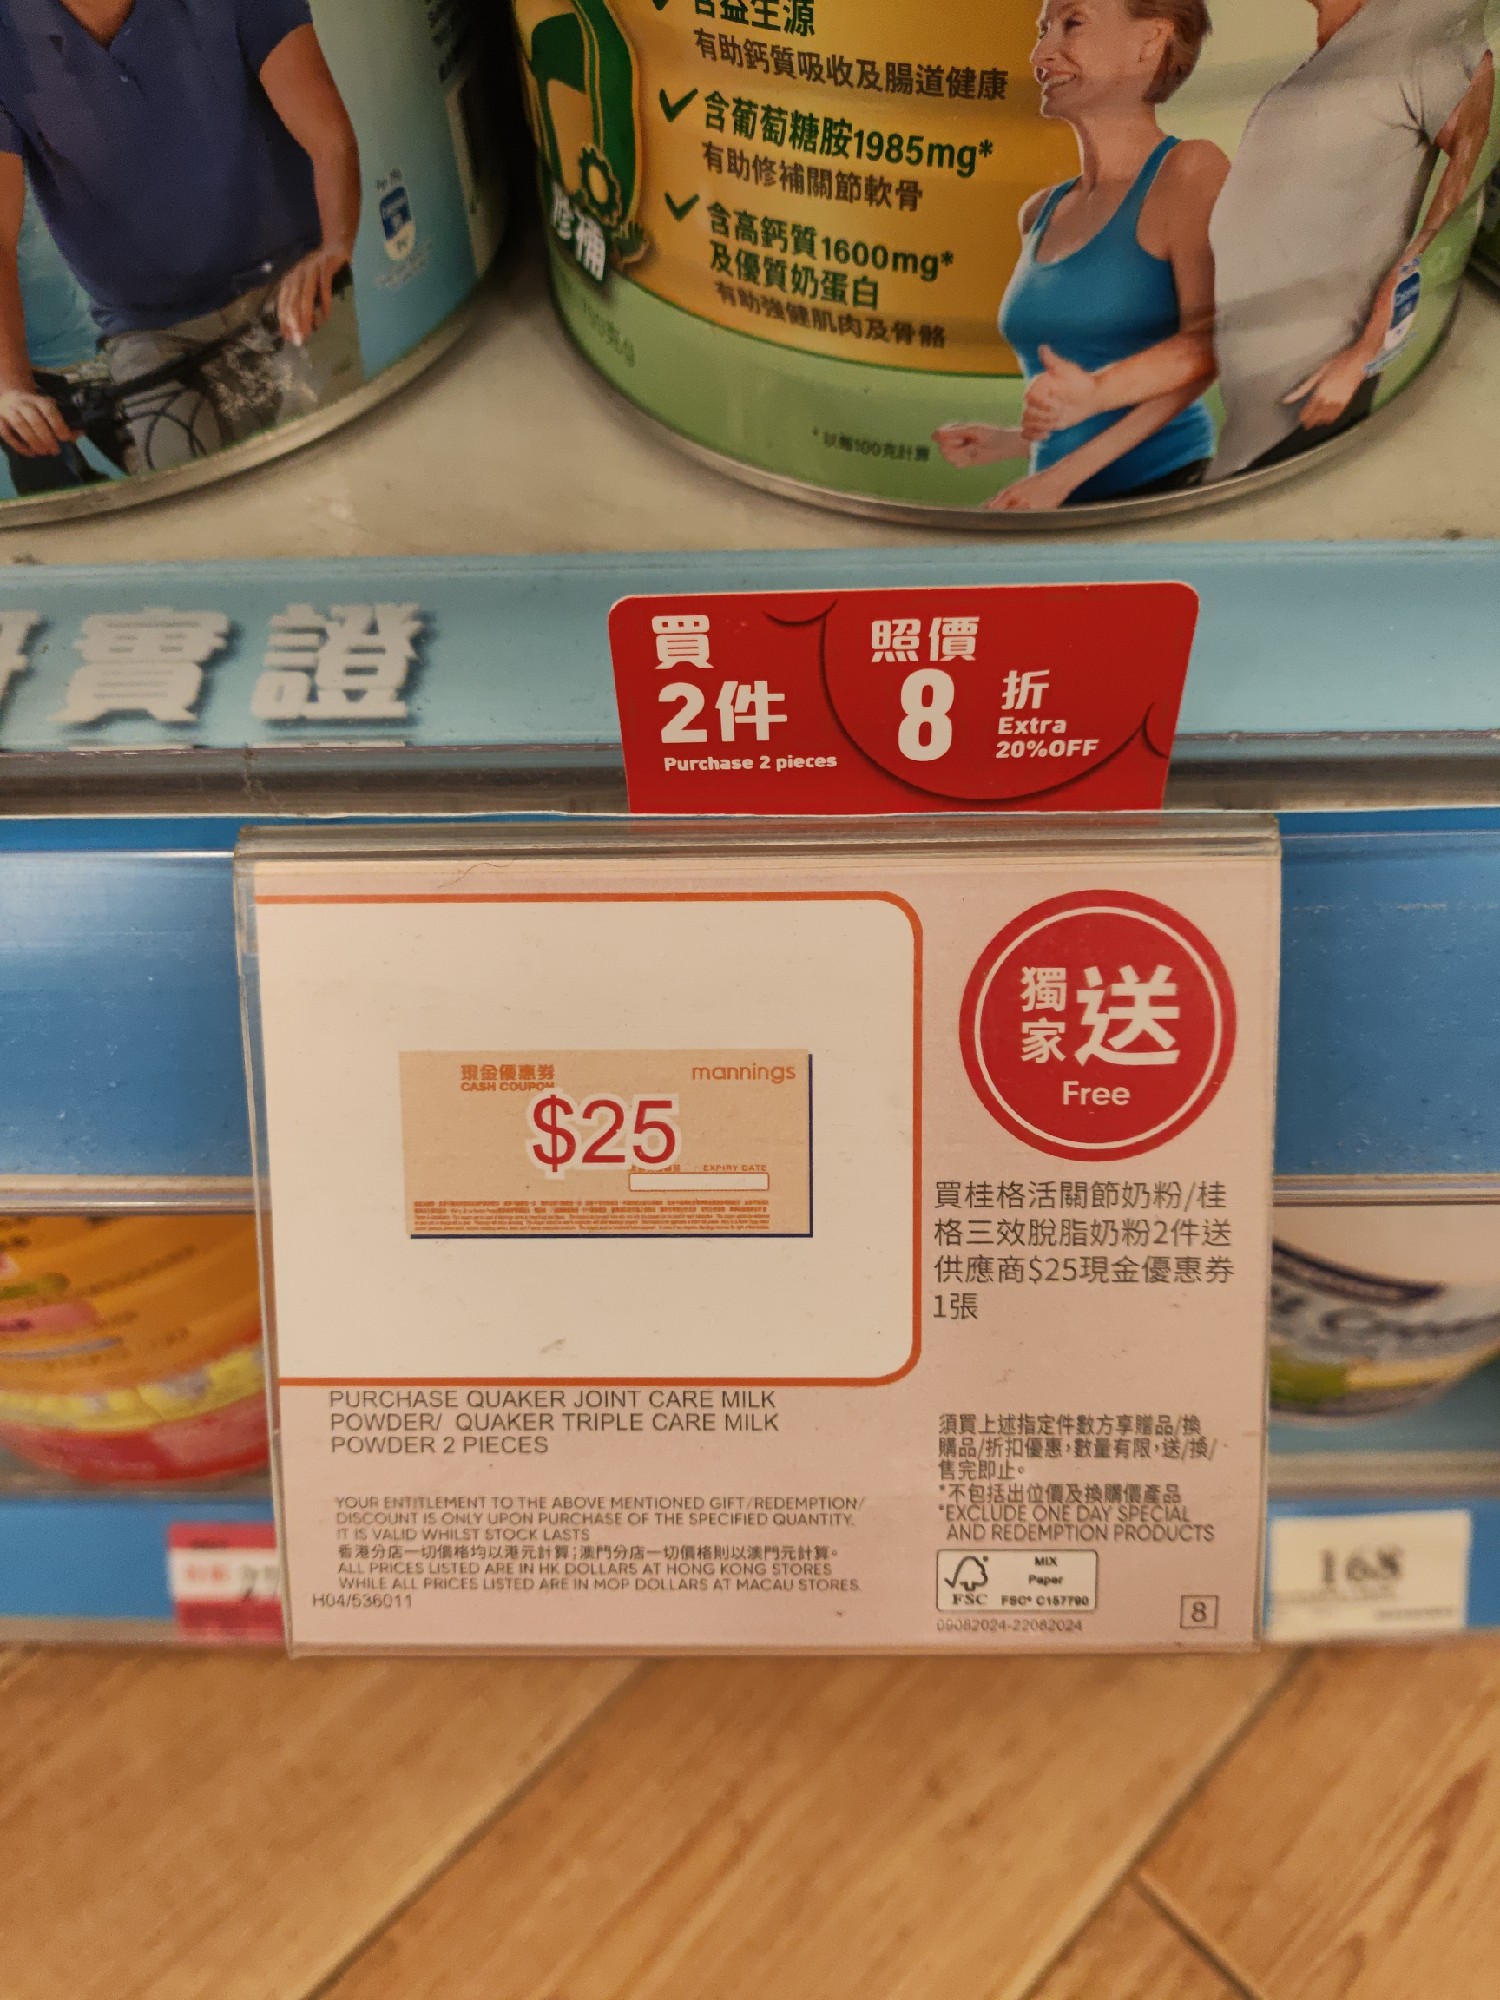 含益生源
有助鈣質吸收及腸道健康
含葡萄糖胺1985mg*
有助修補關節軟骨
含高鈣質1600mg*
及優質奶蛋白
有助強健肌肉及骨骼
修補
*以每100克計算
實證
買
2件
Purchase 2 pieces
照價
8折
Extra
20%OFF
現金優惠券
CASH COUPON
mannings
$25
EXPIRY DATE
獨家送
Free
買桂格活關節奶粉/桂
格三效脫脂奶粉2件送
供應商$25現金優惠券
1張
PURCHASE QUAKER JOINT CARE MILK
POWDER/ QUAKER TRIPLE CARE MILK
POWDER 2 PIECES
YOUR ENTITLEMENT TO THE ABOVE MENTIONED GIFT/REDEMPTION/
DISCOUNT IS ONLY UPON PURCHASE OF THE SPECIFIED QUANTITY.
IT IS VALID WHILST STOCK LASTS
香港分店一切價格均以港元計算;澳門分店一切價格則以澳門元計算。
ALL PRICES LISTED ARE IN HK DOLLARS AT HONG KONG STORES
WHILE ALL PRICES LISTED ARE IN MOP DOLLARS AT MACAU STORES.
H04/536011
須買上述指定件數方享贈品/換
購品/折扣優惠,數量有限,送/換/
售完即止。
*不包括出位價及換購價產品
*EXCLUDE ONE DAY SPECIAL
AND REDEMPTION PRODUCTS
FSC
MIX
Paper
FSC® C157790
09082024-22082024
8
168